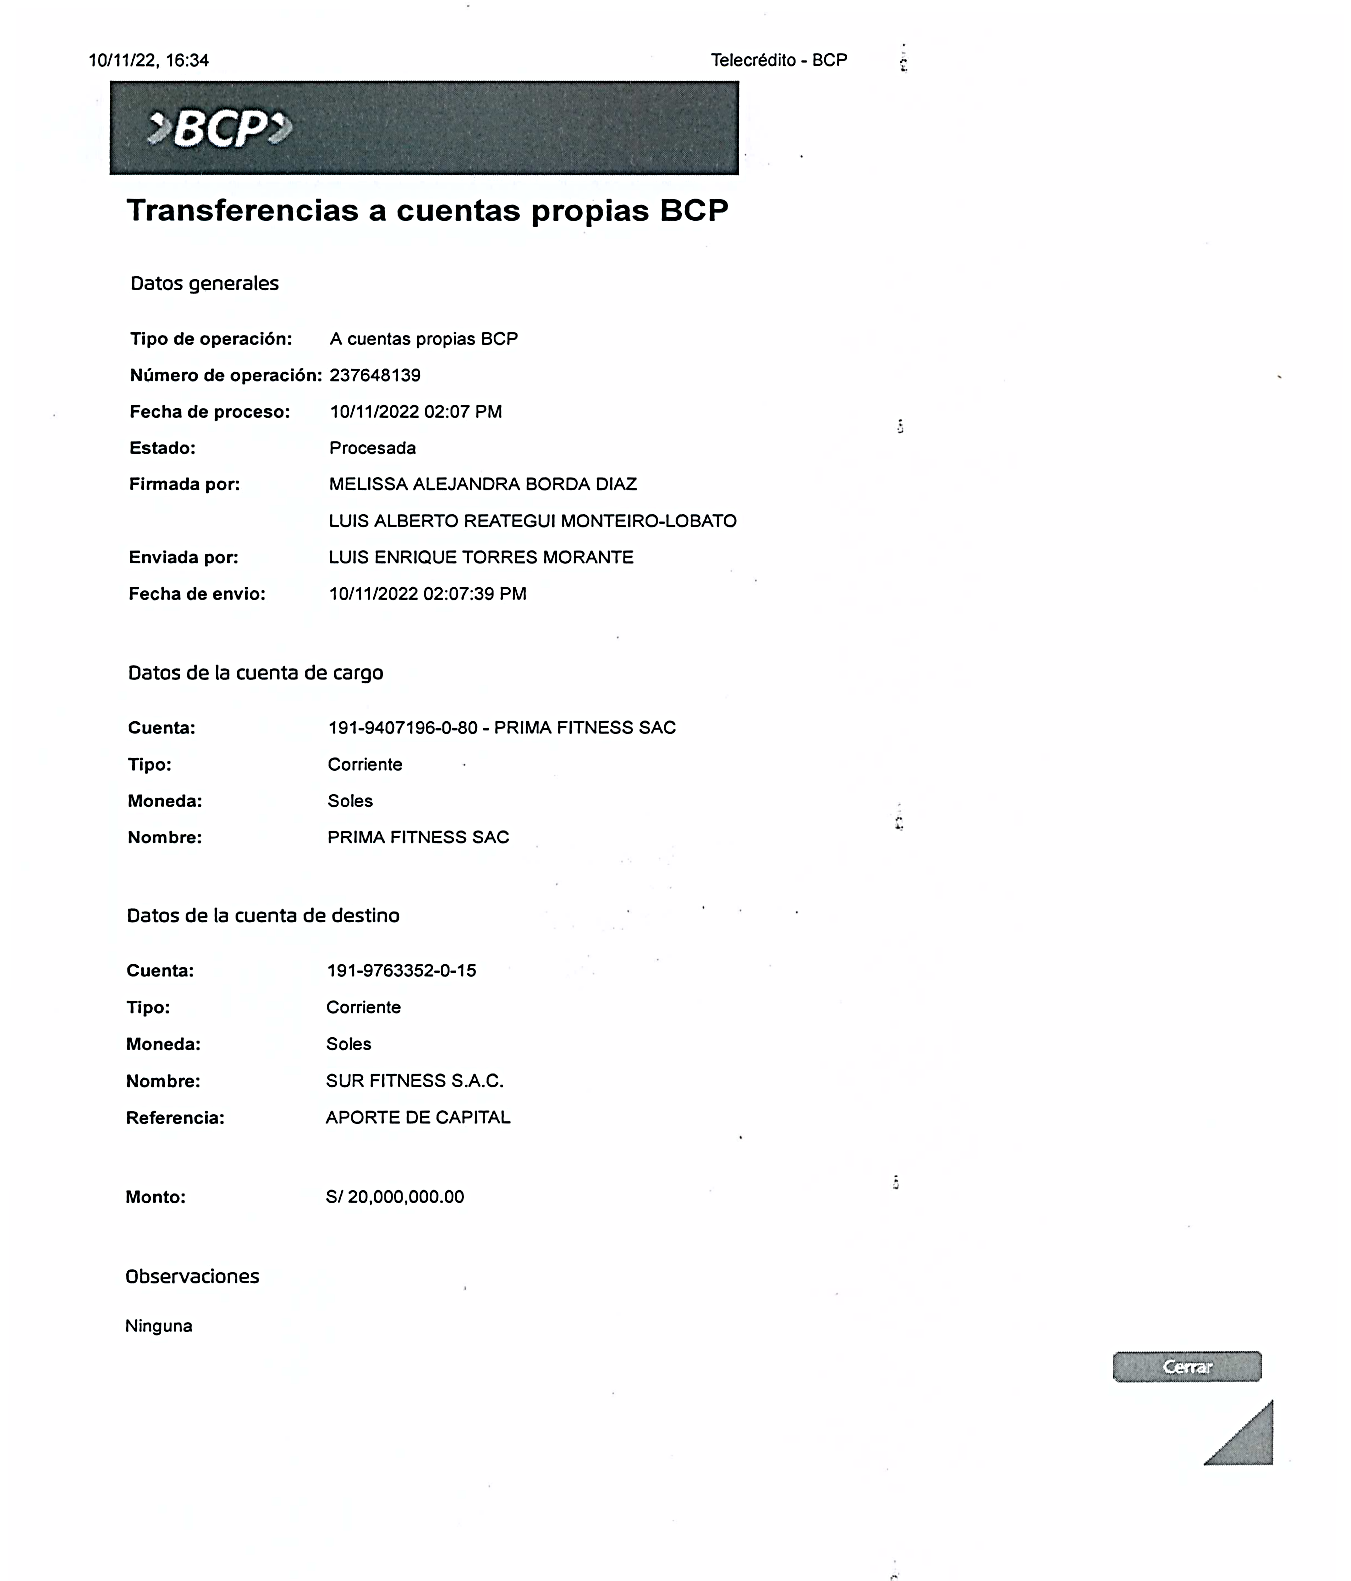 10/11/22, 16:34 Telecrédito - BCP
BCP
Transferencias a cuentas propias BCP
Datos generales
Tipo de operación: A cuentas propias BCP
Número de operación: 237648139
Fecha de proceso: 10/11/2022 02:07 PM
Estado: Procesada
Firmada por: MELISSA ALEJANDRA BORDA DIAZ
LUIS ALBERTO REATEGUI MONTEIRO-LOBATO
Enviada por: LUIS ENRIQUE TORRES MORANTE
Fecha de envio: 10/11/2022 02:07:39 PM
Datos de la cuenta de cargo
Cuenta: 191-9407196-0-80 - PRIMA FITNESS SAC
Tipo: Corriente
Moneda: Soles
Nombre: PRIMA FITNESS SAC
Datos de la cuenta de destino
Cuenta: 191-9763352-0-15
Tipo: Corriente
Moneda: Soles
Nombre: SUR FITNESS S.A.C.
Referencia: APORTE DE CAPITAL
Monto: S/ 20,000,000.00
Observaciones
Ninguna
Cerrar